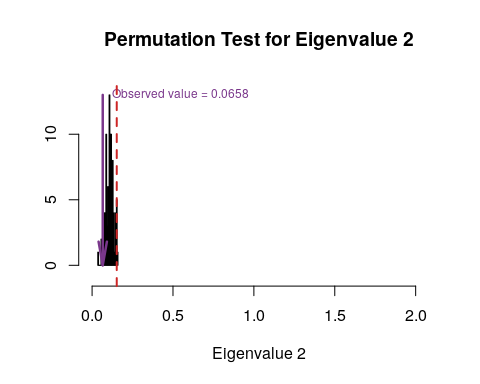 Permutation Test for Eigenvalue 2
Observed value = 0.0658
10
5
0
0.0 0.5 1.0 1.5 2.0
Eigenvalue 2